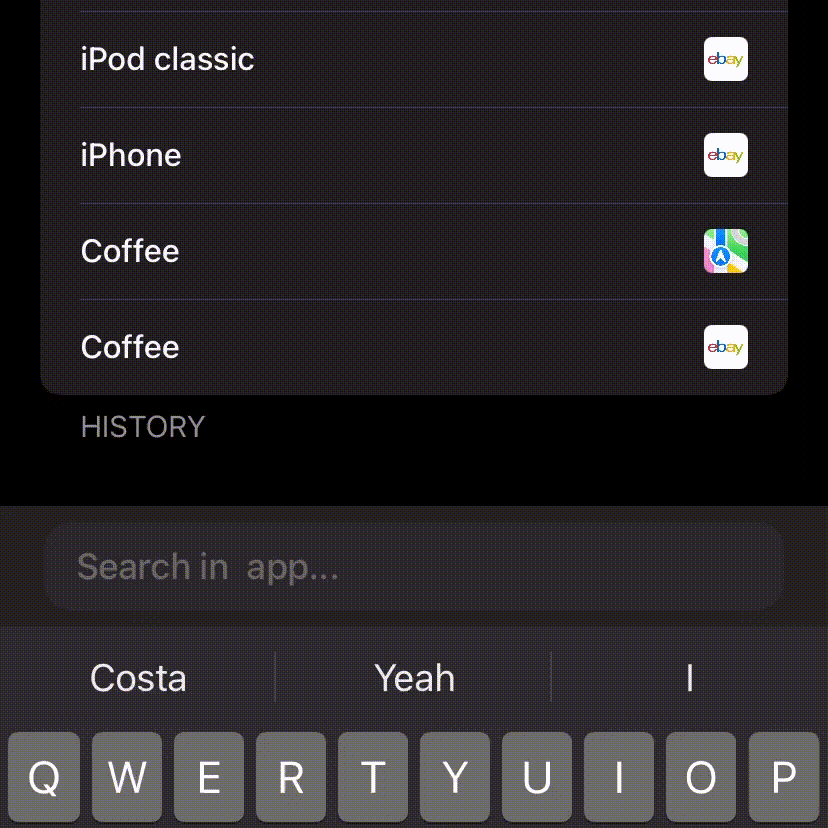 iPod classic ebay
iPhone ebay
Coffee
Coffee ebay
HISTORY
Search in  app...
Costa Yeah I
Q W E R T Y U I O P